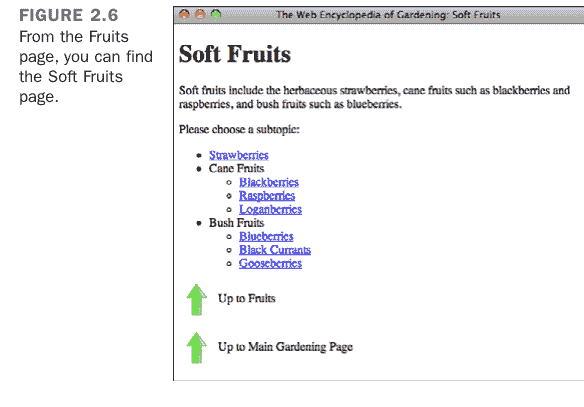 FIGURE 2.6
From the Fruits
page, you can find
the Soft Fruits
page.
The Web Encyclopedia of Gardening: Soft Fruits
Soft Fruits
Soft fruits include the herbaceous strawberries, cane fruits such as blackberries and
raspberries, and bush fruits such as blueberries.
Please choose a subtopic:
Strawberries
Cane Fruits
Blackberries
Raspberries
Loganberries
Bush Fruits
Blueberries
Black Currants
Gooseberries
Up to Fruits
Up to Main Gardening Page